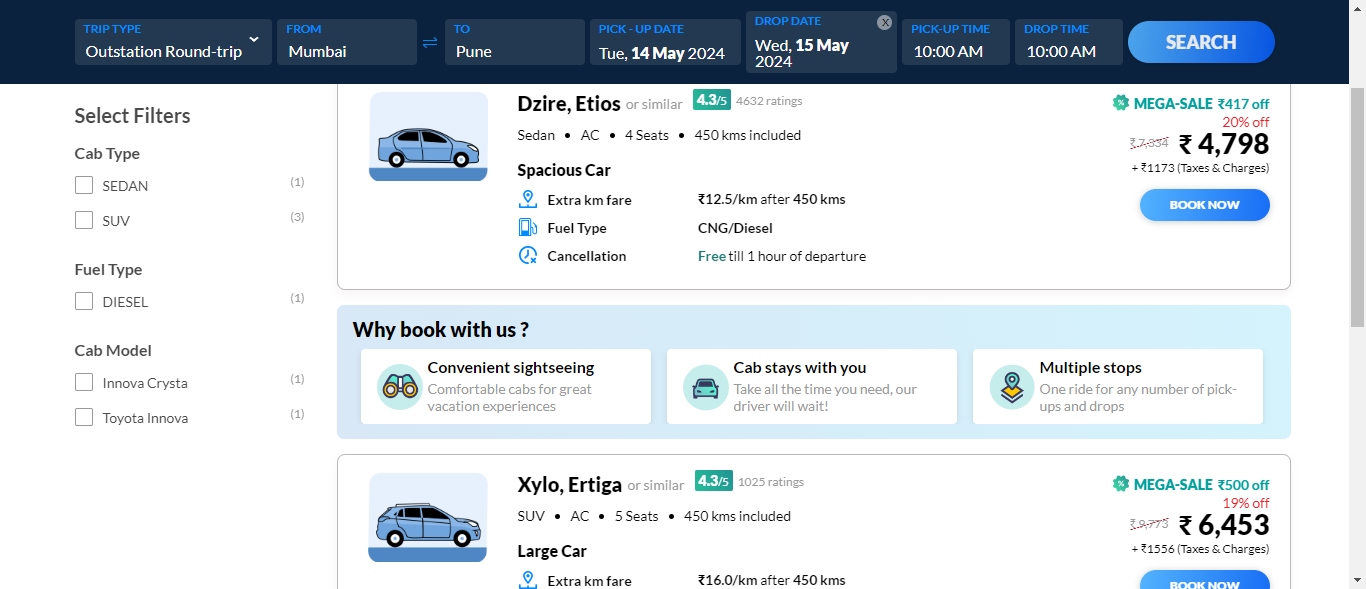 TRIP TYPE
Outstation Round-trip
FROM
Mumbai
TO
Pune
PICK - UP DATE
Tue, 14 May 2024
DROP DATE
X
Wed, 15 May
2024
PICK-UP TIME
10:00 AM
DROP TIME
10:00 AM
SEARCH
Select Filters
Cab Type
SEDAN (1)
SUV (3)
Fuel Type
DIESEL (1)
Cab Model
Innova Crysta (1)
Toyota Innova (1)
Dzire, Etios or similar 4.3/5 4632 ratings
Sedan • AC • 4 Seats • 450 kms included
Spacious Car
Extra km fare ₹12.5/km after 450 kms
Fuel Type CNG/Diesel
Cancellation Free till 1 hour of departure
% MEGA-SALE ₹417 off
20% off
₹ 7,334 ₹ 4,798
+ ₹1173 (Taxes & Charges)
BOOK NOW
Why book with us ?
Convenient sightseeing
Comfortable cabs for great
vacation experiences
Cab stays with you
Take all the time you need, our
driver will wait!
Multiple stops
One ride for any number of pick-
ups and drops
Xylo, Ertiga or similar 4.3/5 1025 ratings
SUV • AC • 5 Seats • 450 kms included
Large Car
Extra km fare ₹16.0/km after 450 kms
% MEGA-SALE ₹500 off
19% off
₹ 9,773 ₹ 6,453
+ ₹1556 (Taxes & Charges)
BOOK NOW